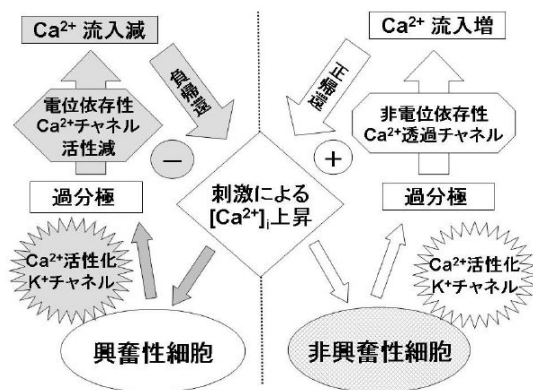 Ca²⁺ 流入減
負帰還
電位依存性
Ca²⁺チャネル
活性減
−
過分極
Ca²⁺活性化
K⁺チャネル
興奮性細胞
刺激による
[Ca²⁺]ᵢ上昇
Ca²⁺ 流入増
正帰還
非電位依存性
Ca²⁺透過チャネル
+
過分極
Ca²⁺活性化
K⁺チャネル
非興奮性細胞